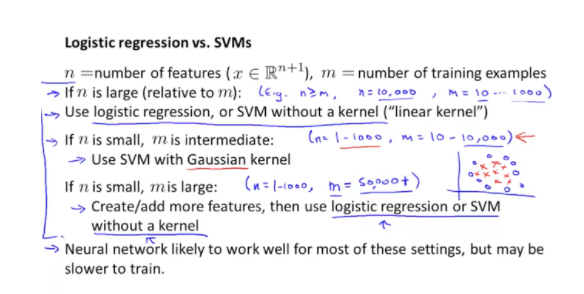 Logistic regression vs. SVMs
n =number of features (x ∈ ℝⁿ⁺¹), m = number of training examples
→ If n is large (relative to m): (E.g. n ≥ m, n = 10,000, m = 10 ... 1000)
→ Use logistic regression, or SVM without a kernel ("linear kernel")
→ If n is small, m is intermediate: (n = 1-1000, m = 10 - 10,000) ←
→ Use SVM with Gaussian kernel
If n is small, m is large: (n = 1-1000, m = 50,000+)
→ Create/add more features, then use logistic regression or SVM
without a kernel
→ Neural network likely to work well for most of these settings, but may be
slower to train.